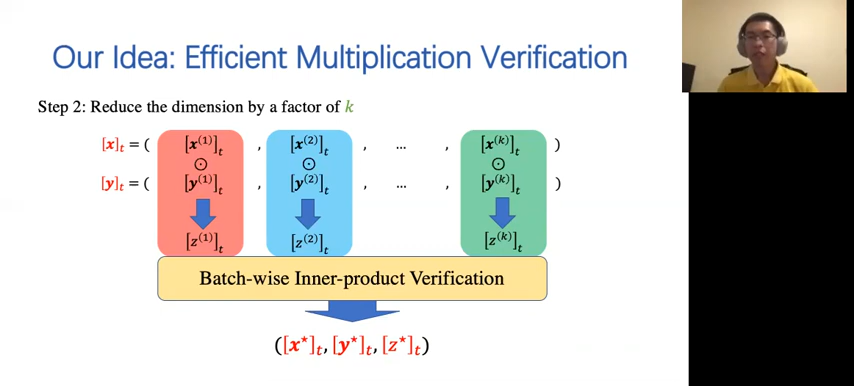 Our Idea: Efficient Multiplication Verification
Step 2: Reduce the dimension by a factor of k
[x]ₜ = ( [x⁽¹⁾]ₜ , [x⁽²⁾]ₜ , ... , [x⁽ᵏ⁾]ₜ )
⊙ ⊙ ⊙
[y]ₜ = ( [y⁽¹⁾]ₜ , [y⁽²⁾]ₜ , ... , [y⁽ᵏ⁾]ₜ )
[z⁽¹⁾]ₜ [z⁽²⁾]ₜ [z⁽ᵏ⁾]ₜ
Batch-wise Inner-product Verification
([x*]ₜ, [y*]ₜ, [z*]ₜ)